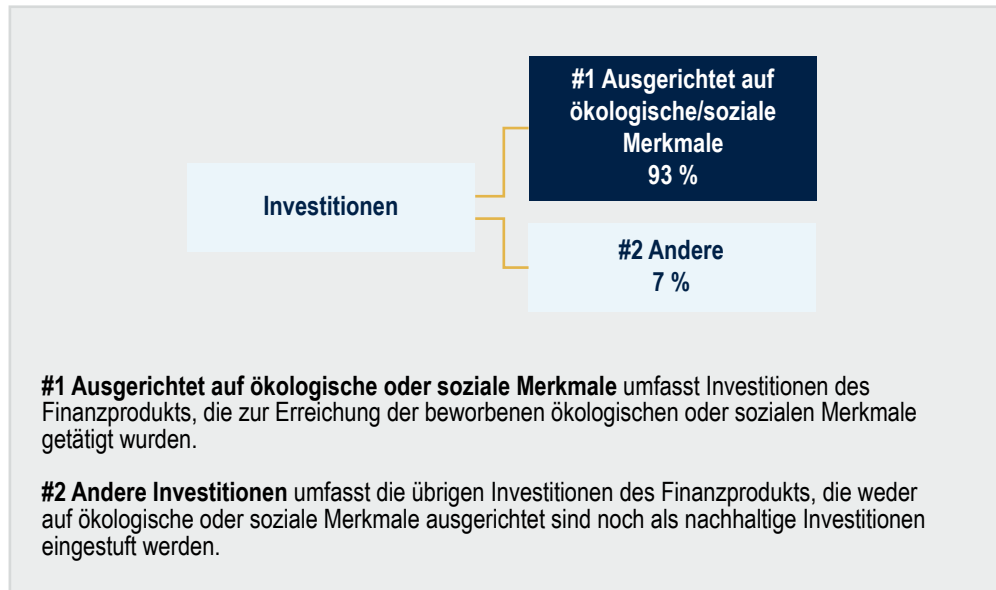 #1 Ausgerichtet auf
ökologische/soziale
Merkmale
93 %
Investitionen
#2 Andere
7 %
#1 Ausgerichtet auf ökologische oder soziale Merkmale umfasst Investitionen des
Finanzprodukts, die zur Erreichung der beworbenen ökologischen oder sozialen Merkmale
getätigt wurden.
#2 Andere Investitionen umfasst die übrigen Investitionen des Finanzprodukts, die weder
auf ökologische oder soziale Merkmale ausgerichtet sind noch als nachhaltige Investitionen
eingestuft werden.